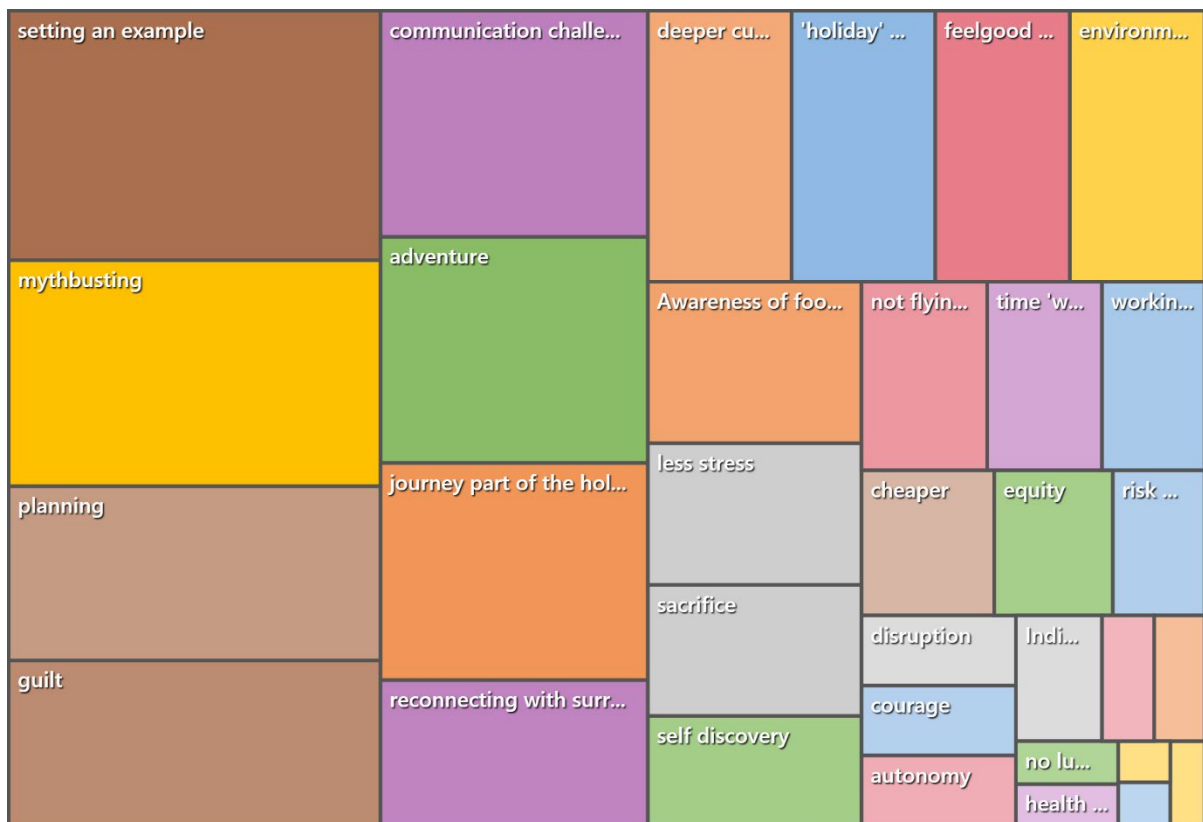 setting an example
mythbusting
planning
guilt
communication challe...
adventure
journey part of the hol...
reconnecting with surr...
deeper cu...
'holiday' ...
feelgood ...
environm...
Awareness of foo...
less stress
sacrifice
self discovery
not flyin...
time 'w...
workin...
cheaper
equity
risk ...
disruption
courage
autonomy
Indi...
no lu...
health ...